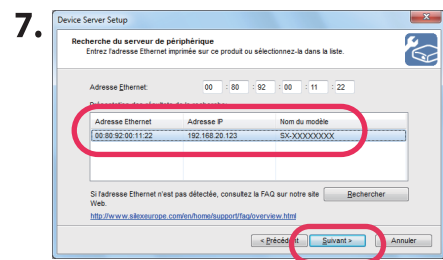 7.
Device Server Setup
Recherche du serveur de périphérique
Entrez l'adresse Ethernet imprimée sur ce produit ou sélectionnez-la dans la liste.
Adresse Ethernet: 00 : 80 : 92 : 00 : 11 : 22
Adresse Ethernet Adresse IP Nom du modèle
00:80:92:00:11:22 192.168.20.123 SX-XXXXXXXX
Si l'adresse Ethernet n'est pas détectée, consultez la FAQ sur notre site
Web.
Rechercher
http://www.silexeurope.com/en/home/support/faq/overview.html
< Précédent Suivant > Annuler